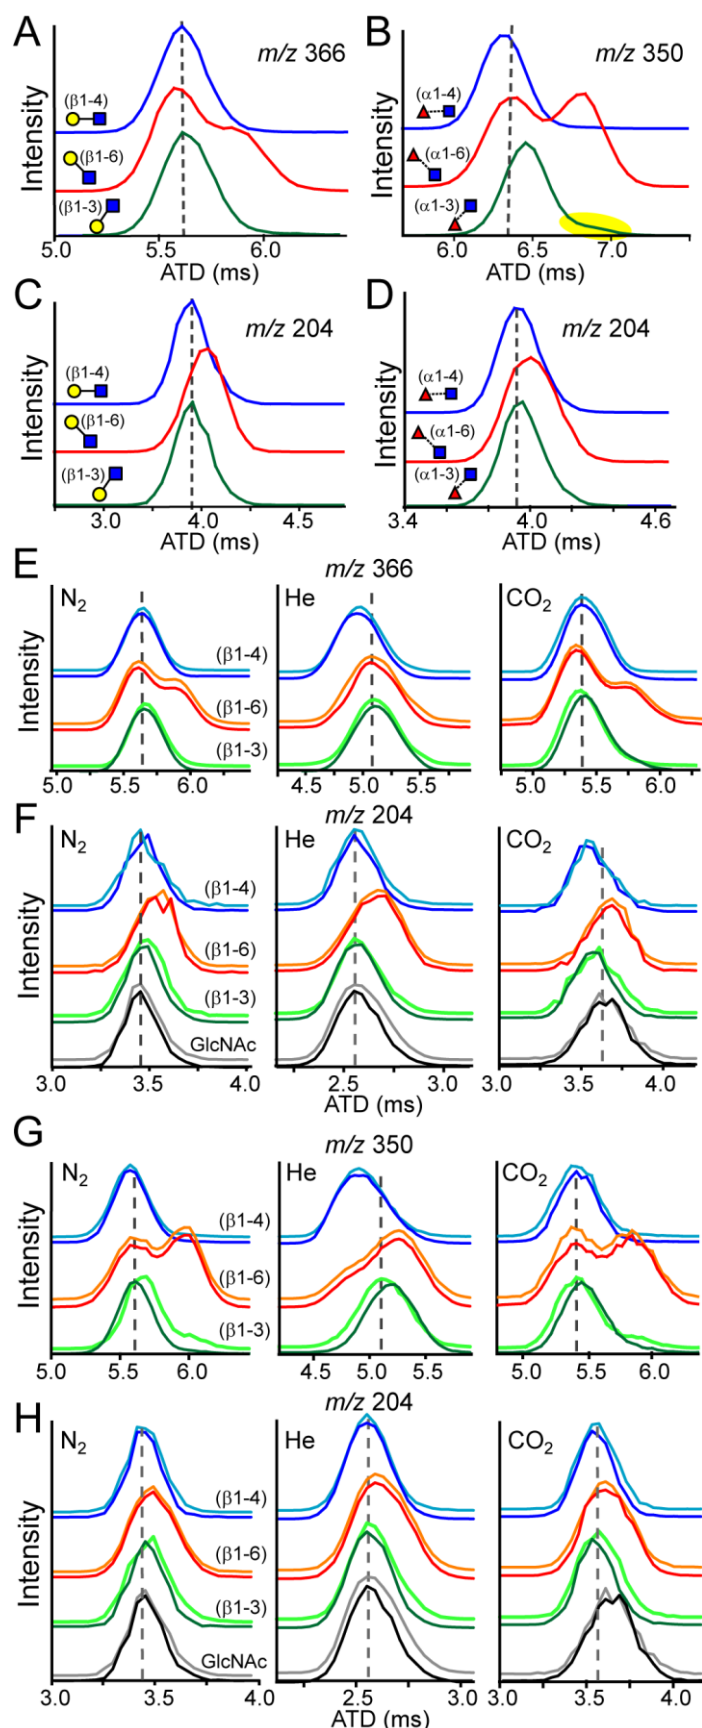 A
m/z 366
Intensity
(β1-4)
(β1-6)
(β1-3)
5.0
5.5
6.0
ATD (ms)
B
m/z 350
Intensity
(α1-4)
(α1-6)
(α1-3)
6.0
6.5
7.0
ATD (ms)
C
m/z 204
Intensity
(β1-4)
(β1-6)
(β1-3)
3.0
4.0
4.5
ATD (ms)
D
m/z 204
Intensity
(α1-4)
(α1-6)
(α1-3)
3.4
4.0
4.6
ATD (ms)
E
m/z 366
Intensity
N2
(β1-4)
(β1-6)
(β1-3)
5.0 5.5 6.0
He
4.5 5.0 5.5
CO2
5.0 5.5 6.0
F
m/z 204
Intensity
N2
(β1-4)
(β1-6)
(β1-3)
GlcNAc
3.0 3.5 4.0
He
2.5 3.0
CO2
3.0 3.5 4.0
ATD (ms)
G
m/z 350
Intensity
N2
(β1-4)
(β1-6)
(β1-3)
5.0 5.5 6.0
He
4.5 5.0 5.5
CO2
5.0 5.5 6.0
H
m/z 204
Intensity
N2
(β1-4)
(β1-6)
(β1-3)
GlcNAc
3.0 3.5 4.0
He
2.5 3.0
CO2
3.0 3.5 4.0
ATD (ms)